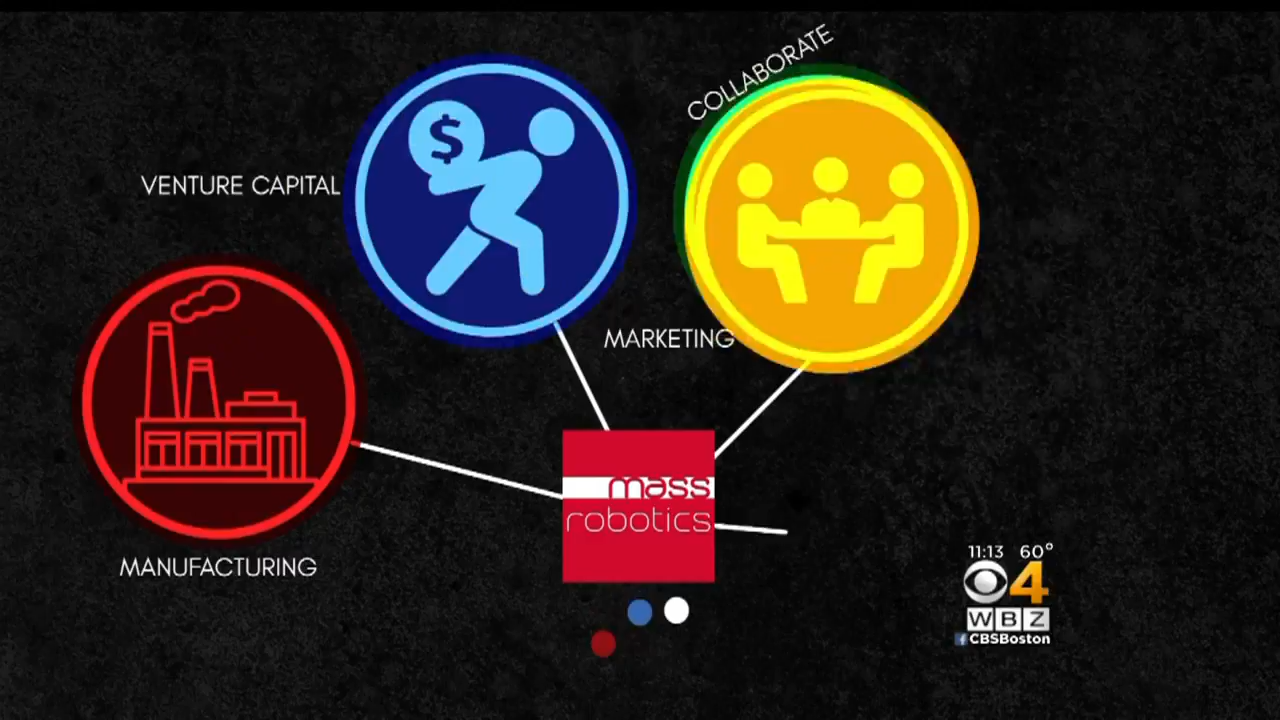 COLLABORATE
$
VENTURE CAPITAL
MARKETING
mass
robotics
MANUFACTURING
11:13 60°
4
WBZ
f CBSBoston